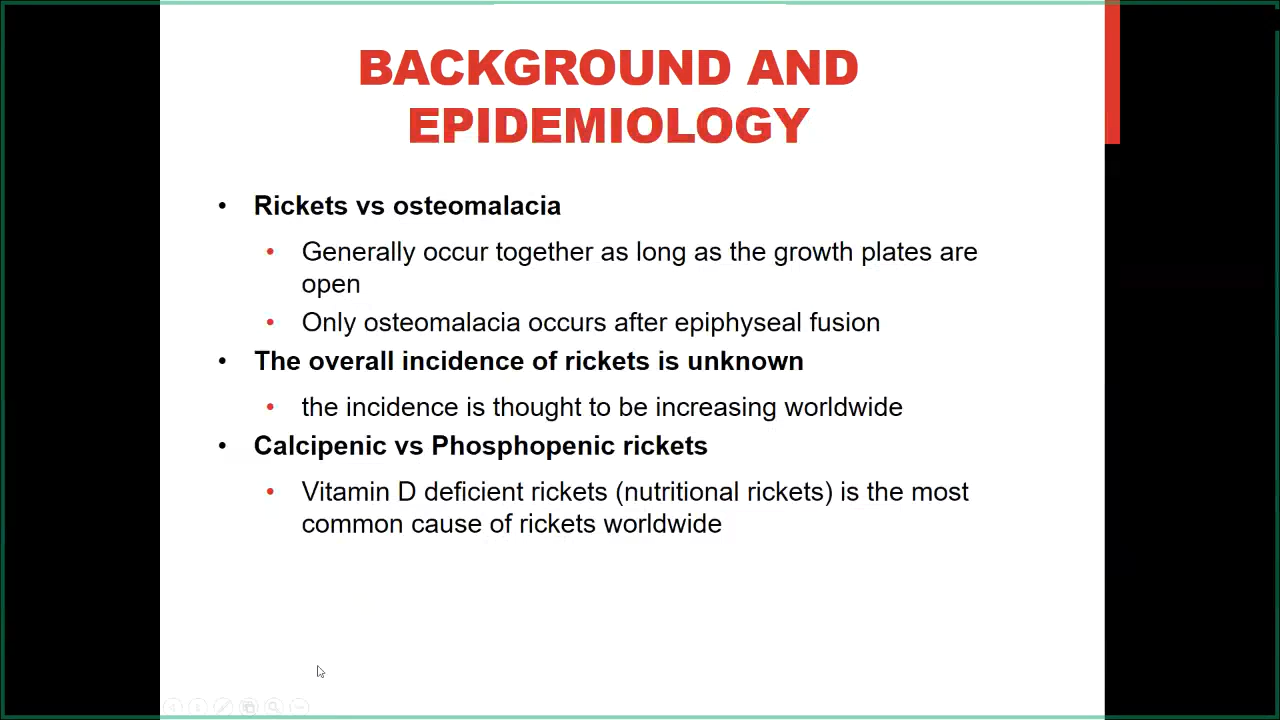 BACKGROUND AND
EPIDEMIOLOGY
• Rickets vs osteomalacia
• Generally occur together as long as the growth plates are
open
• Only osteomalacia occurs after epiphyseal fusion
• The overall incidence of rickets is unknown
• the incidence is thought to be increasing worldwide
• Calcipenic vs Phosphopenic rickets
• Vitamin D deficient rickets (nutritional rickets) is the most
common cause of rickets worldwide